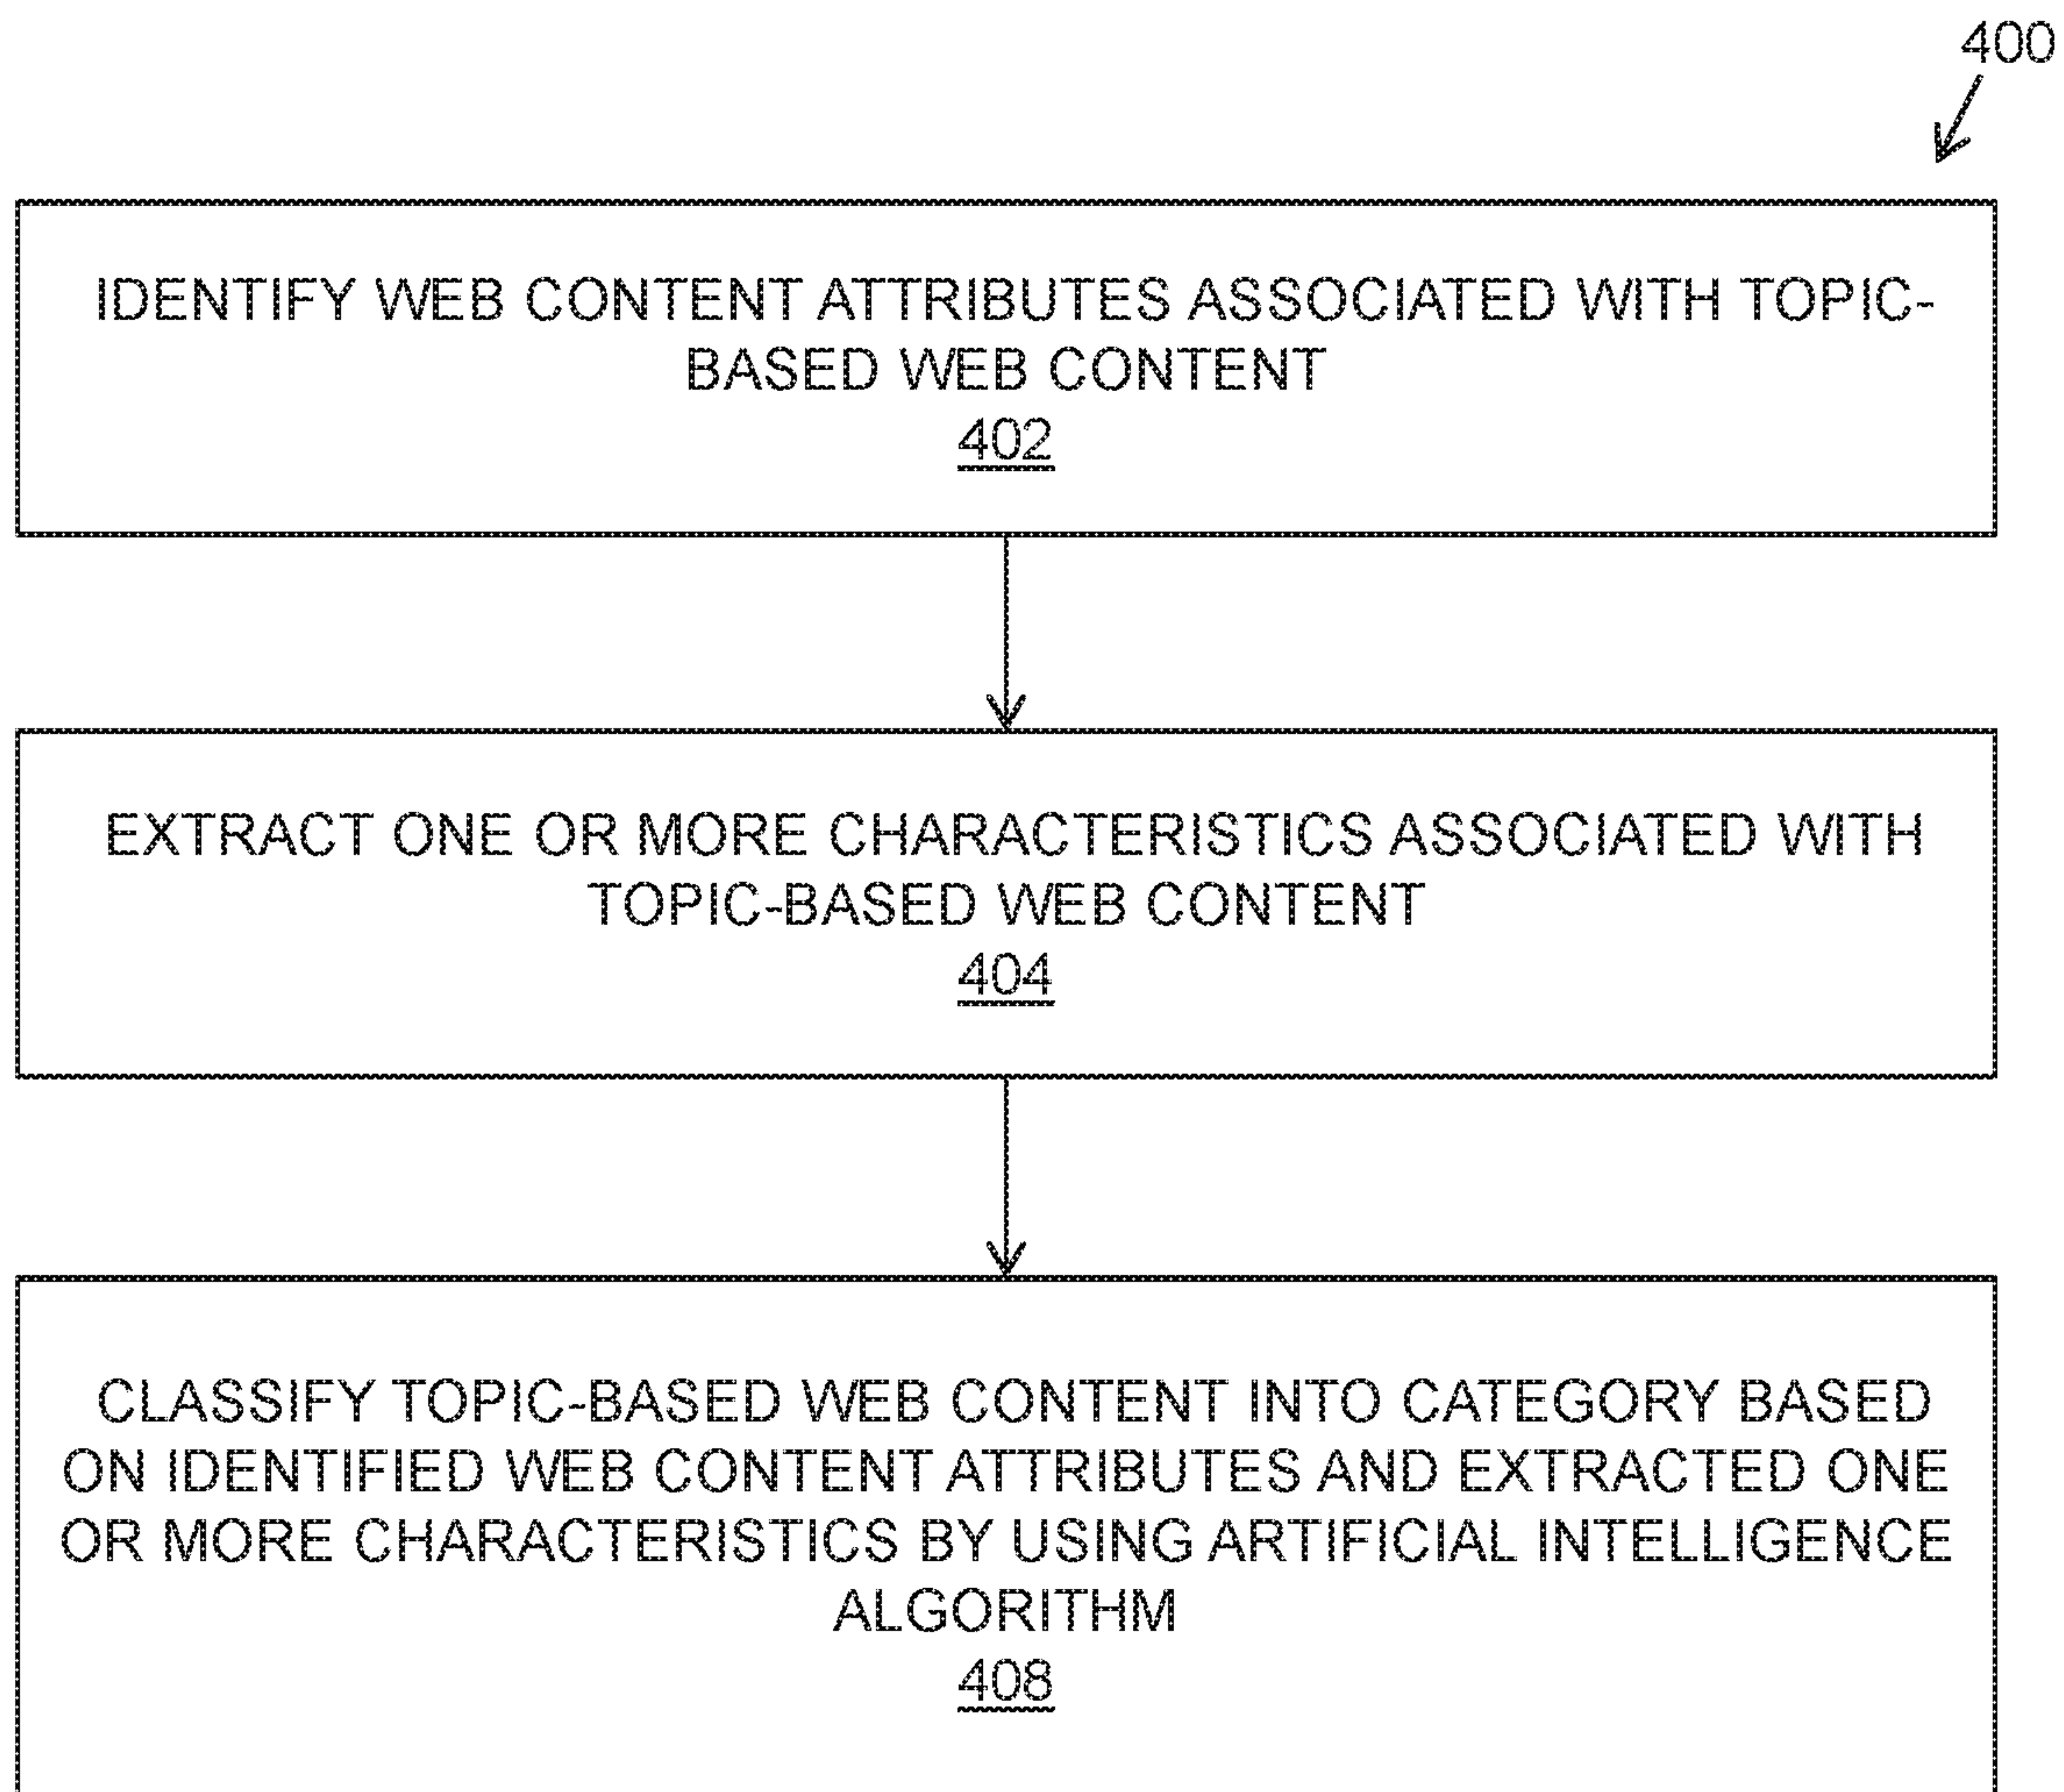 400
IDENTIFY WEB CONTENT ATTRIBUTES ASSOCIATED WITH TOPIC-
BASED WEB CONTENT
402
EXTRACT ONE OR MORE CHARACTERISTICS ASSOCIATED WITH
TOPIC-BASED WEB CONTENT
404
CLASSIFY TOPIC-BASED WEB CONTENT INTO CATEGORY BASED
ON IDENTIFIED WEB CONTENT ATTRIBUTES AND EXTRACTED ONE
OR MORE CHARACTERISTICS BY USING ARTIFICIAL INTELLIGENCE
ALGORITHM
408